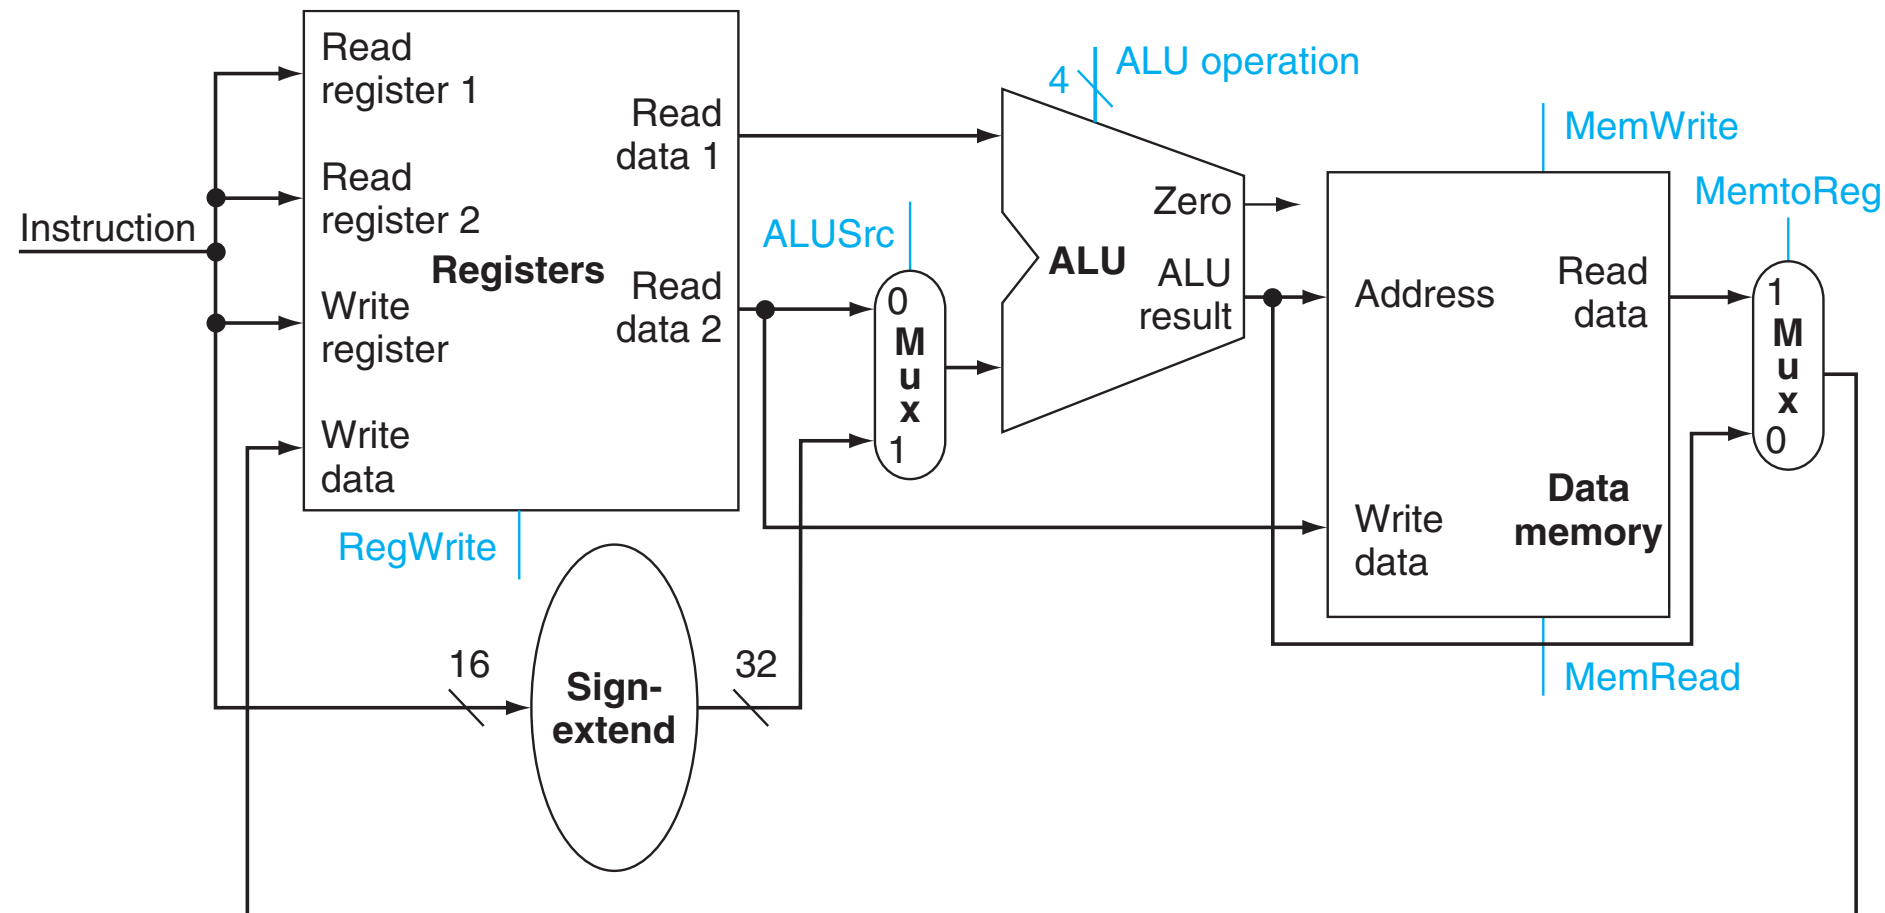 Instruction
Read
register 1
Read
register 2
Write
register
Write
data
Registers
Read
data 1
Read
data 2
RegWrite
16
Sign-
extend
32
ALUSrc
0
M
u
x
1
4
ALU operation
ALU
Zero
ALU
result
MemWrite
Address
Read
data
Write
data
Data
memory
MemRead
MemtoReg
1
M
u
x
0